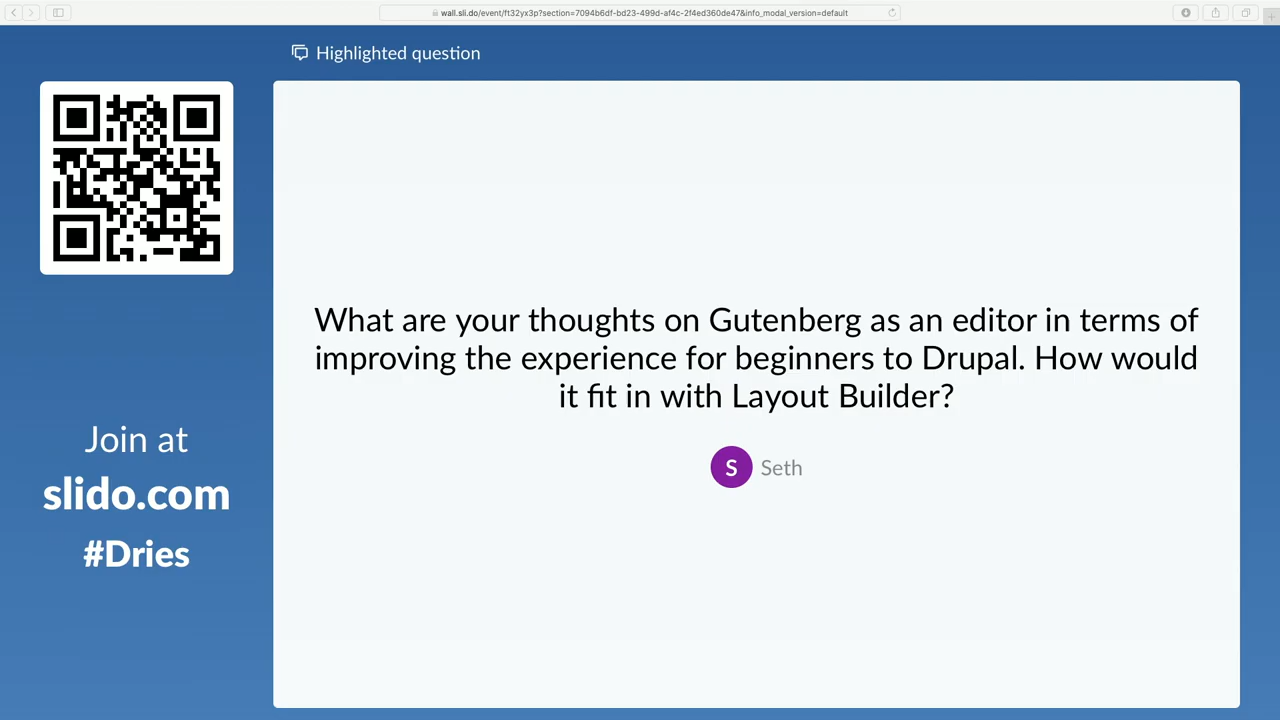 wall.sli.do/event/ft32yx3p?section=7094b6df-bd23-499d-af4c-2f4ed360de47&info_modal_version=default
Highlighted question
What are your thoughts on Gutenberg as an editor in terms of
improving the experience for beginners to Drupal. How would
it fit in with Layout Builder?
S Seth
Join at
slido.com
#Dries